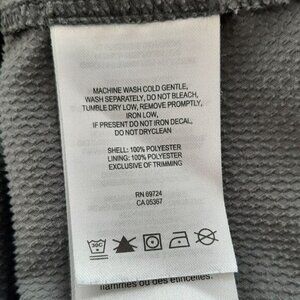 MACHINE WASH COLD GENTLE,
WASH SEPARATELY, DO NOT BLEACH,
TUMBLE DRY LOW, REMOVE PROMPTLY,
IRON LOW,
IF PRESENT DO NOT IRON DECAL,
DO NOT DRYCLEAN
SHELL: 100% POLYESTER
LINING: 100% POLYESTER
EXCLUSIVE OF TRIMMING
RN 69724
CA 05367
30C
flammes ou des étincelles.